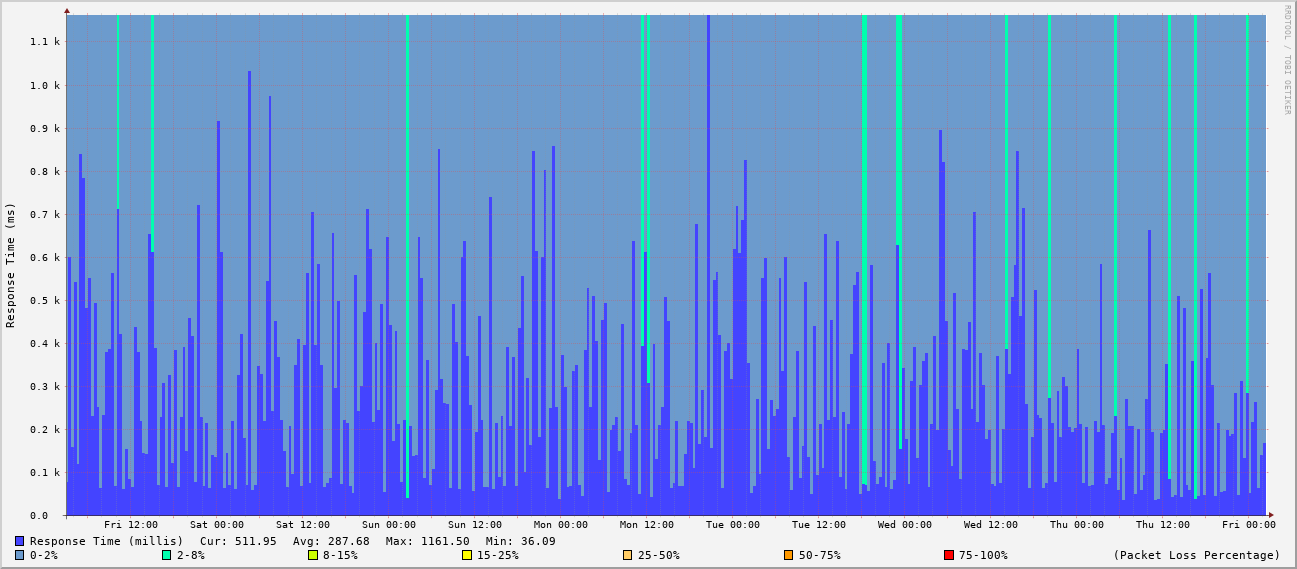 RRDTOOL / TOBI OETIKER
Response Time (ms)
1.1 k
1.0 k
0.9 k
0.8 k
0.7 k
0.6 k
0.5 k
0.4 k
0.3 k
0.2 k
0.1 k
0.0
Fri 12:00 Sat 00:00 Sat 12:00 Sun 00:00 Sun 12:00 Mon 00:00 Mon 12:00 Tue 00:00 Tue 12:00 Wed 00:00 Wed 12:00 Thu 00:00 Thu 12:00 Fri 00:00
Response Time (millis) Cur: 511.95 Avg: 287.68 Max: 1161.50 Min: 36.09
0-2% 2-8% 8-15% 15-25% 25-50% 50-75% 75-100% (Packet Loss Percentage)